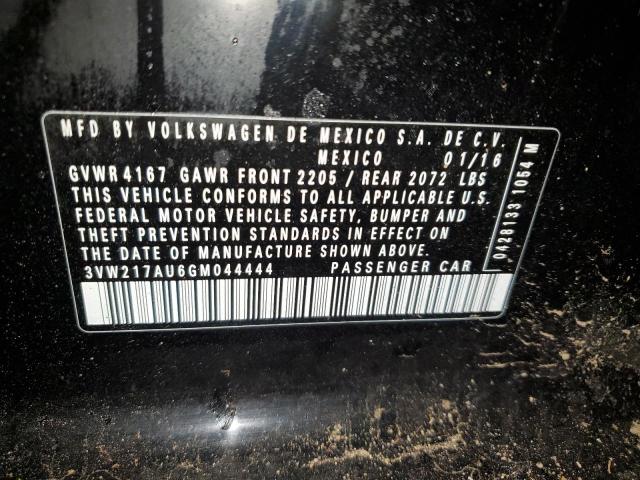 MFD BY VOLKSWAGEN DE MEXICO S.A. DE C.V.
MEXICO 01/16
GVWR 4167 GAWR FRONT 2205 / REAR 2072 LBS
THIS VEHICLE CONFORMS TO ALL APPLICABLE U.S.
FEDERAL MOTOR VEHICLE SAFETY, BUMPER AND
THEFT PREVENTION STANDARDS IN EFFECT ON
THE DATE OF MANUFACTURE SHOWN ABOVE.
3VW217AU6GM044444 PASSENGER CAR
0428133 1054 M